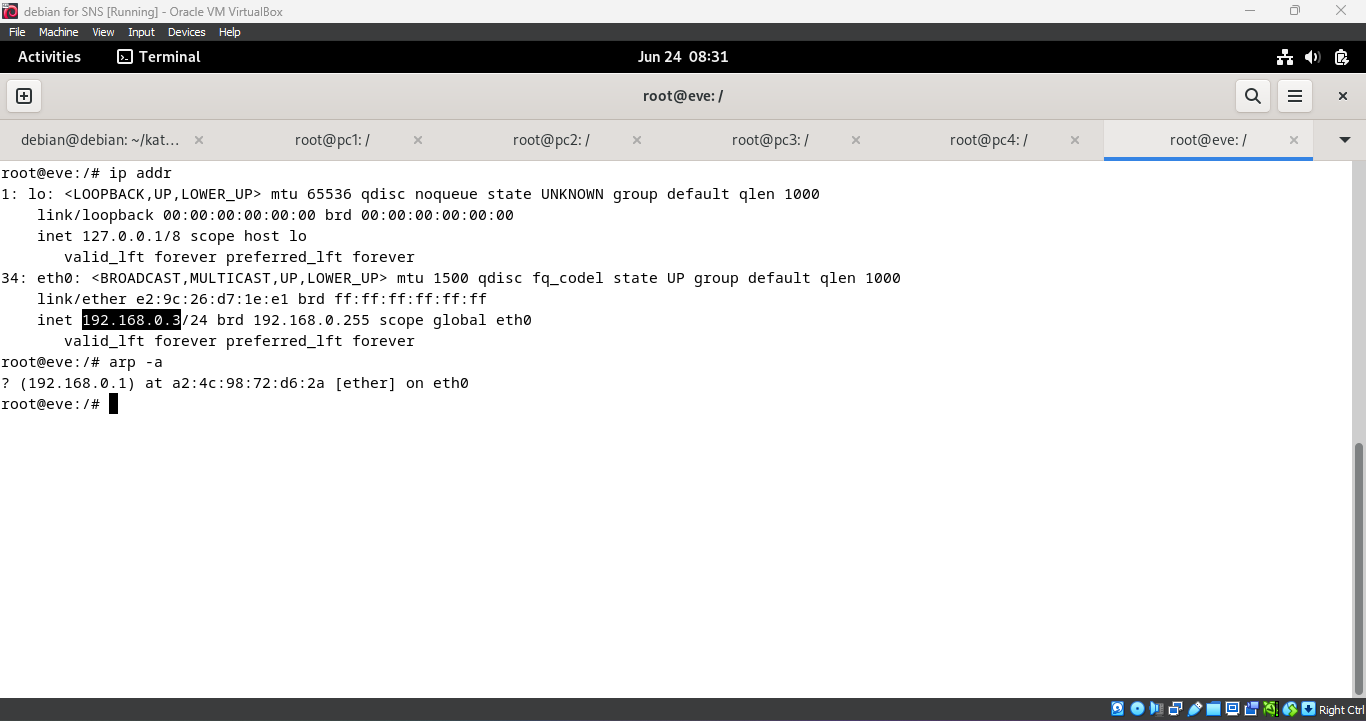 debian for SNS [Running] - Oracle VM VirtualBox
File Machine View Input Devices Help
Activities Terminal Jun 24 08:31
root@eve: /
debian@debian: ~/kat... root@pc1: / root@pc2: / root@pc3: / root@pc4: / root@eve: /
root@eve:/# ip addr
1: lo: <LOOPBACK,UP,LOWER_UP> mtu 65536 qdisc noqueue state UNKNOWN group default qlen 1000
    link/loopback 00:00:00:00:00:00 brd 00:00:00:00:00:00
    inet 127.0.0.1/8 scope host lo
       valid_lft forever preferred_lft forever
34: eth0: <BROADCAST,MULTICAST,UP,LOWER_UP> mtu 1500 qdisc fq_codel state UP group default qlen 1000
    link/ether e2:9c:26:d7:1e:e1 brd ff:ff:ff:ff:ff:ff
    inet 192.168.0.3/24 brd 192.168.0.255 scope global eth0
       valid_lft forever preferred_lft forever
root@eve:/# arp -a
? (192.168.0.1) at a2:4c:98:72:d6:2a [ether] on eth0
root@eve:/#
Right Ctrl